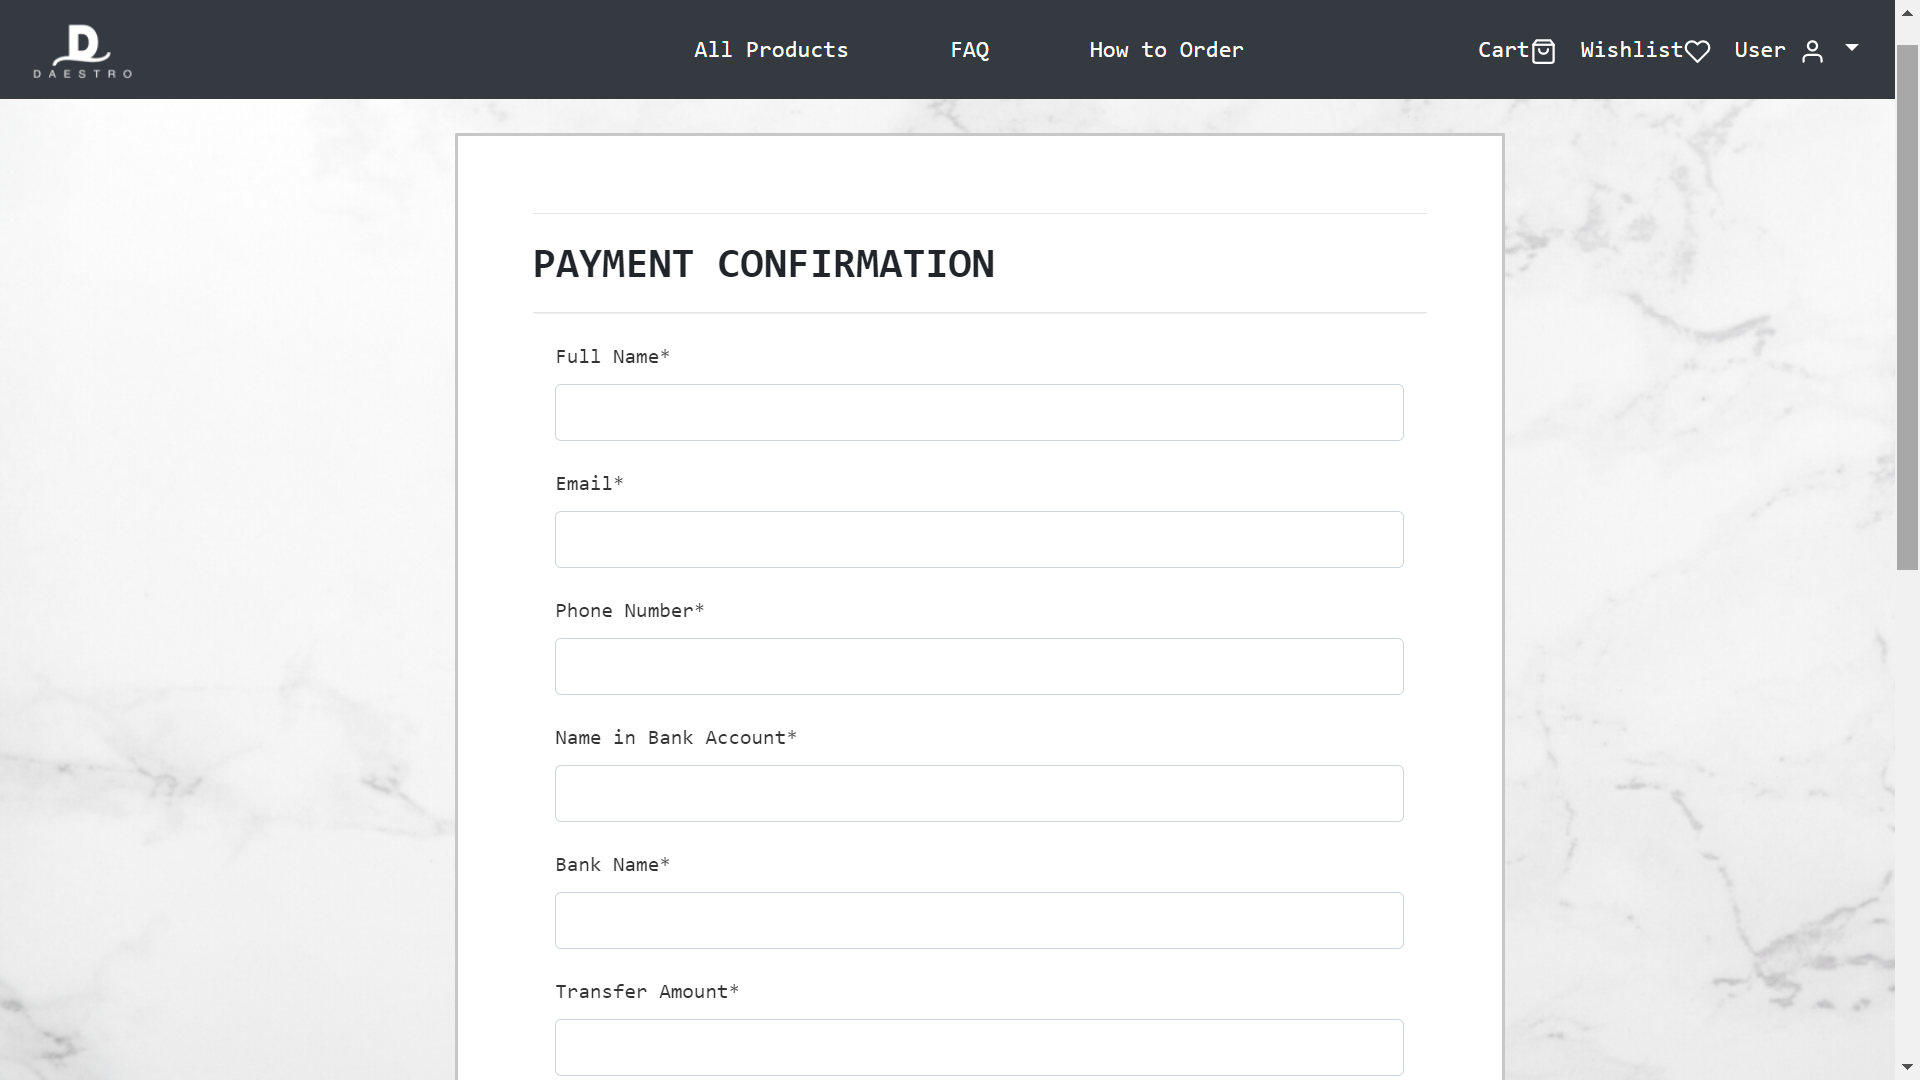 D
DAESTRO
All Products
FAQ
How to Order
Cart
Wishlist
User
PAYMENT CONFIRMATION
Full Name*
Email*
Phone Number*
Name in Bank Account*
Bank Name*
Transfer Amount*